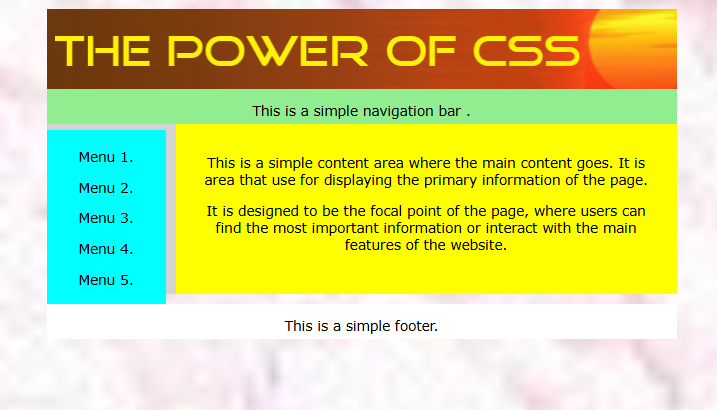 THE POWER OF CSS
This is a simple navigation bar .
Menu 1.
Menu 2.
Menu 3.
Menu 4.
Menu 5.
This is a simple content area where the main content goes. It is
area that use for displaying the primary information of the page.
It is designed to be the focal point of the page, where users can
find the most important information or interact with the main
features of the website.
This is a simple footer.